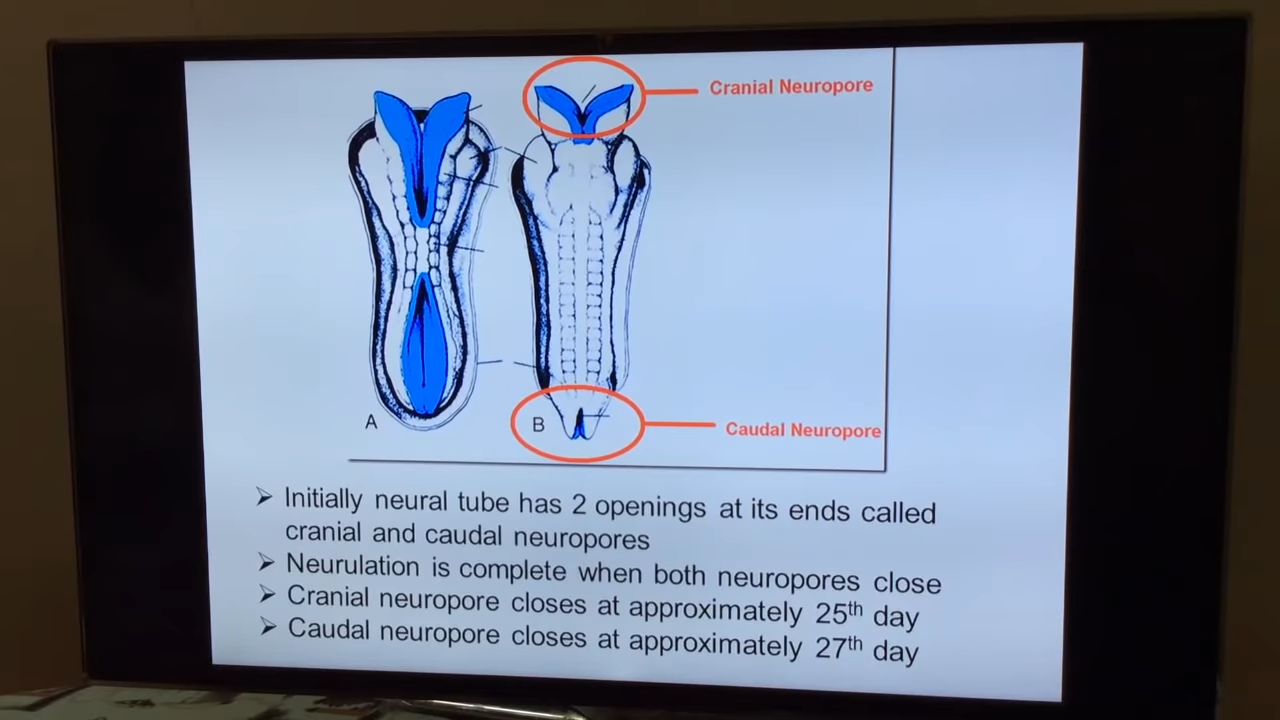 Cranial Neuropore
A
B
Caudal Neuropore
➢ Initially neural tube has 2 openings at its ends called
cranial and caudal neuropores
➢ Neurulation is complete when both neuropores close
➢ Cranial neuropore closes at approximately 25th day
➢ Caudal neuropore closes at approximately 27th day